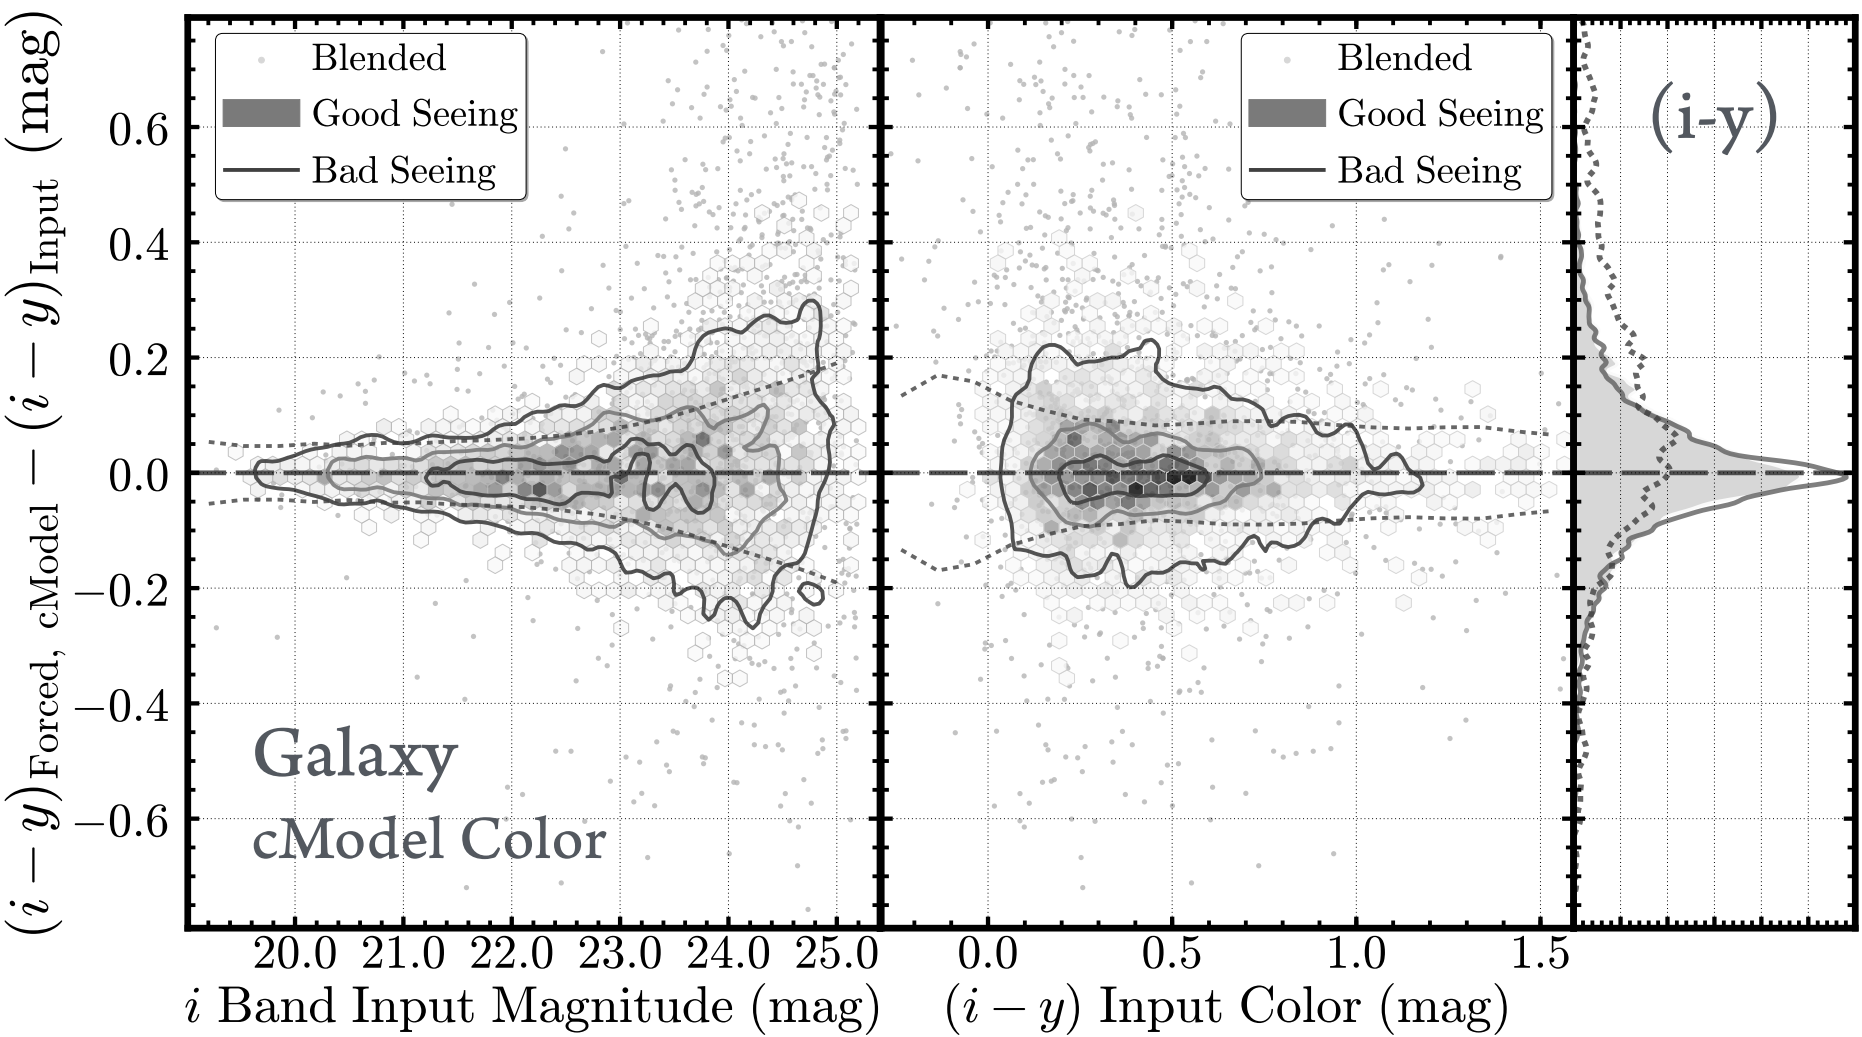 (i − y)Forced, cModel − (i − y)Input (mag)
0.6
0.4
0.2
0.0
−0.2
−0.4
−0.6
Blended
Good Seeing
Bad Seeing
Galaxy
cModel Color
20.0 21.0 22.0 23.0 24.0 25.0
i Band Input Magnitude (mag)
Blended
Good Seeing
Bad Seeing
0.0 0.5 1.0 1.5
(i − y) Input Color (mag)
(i-y)